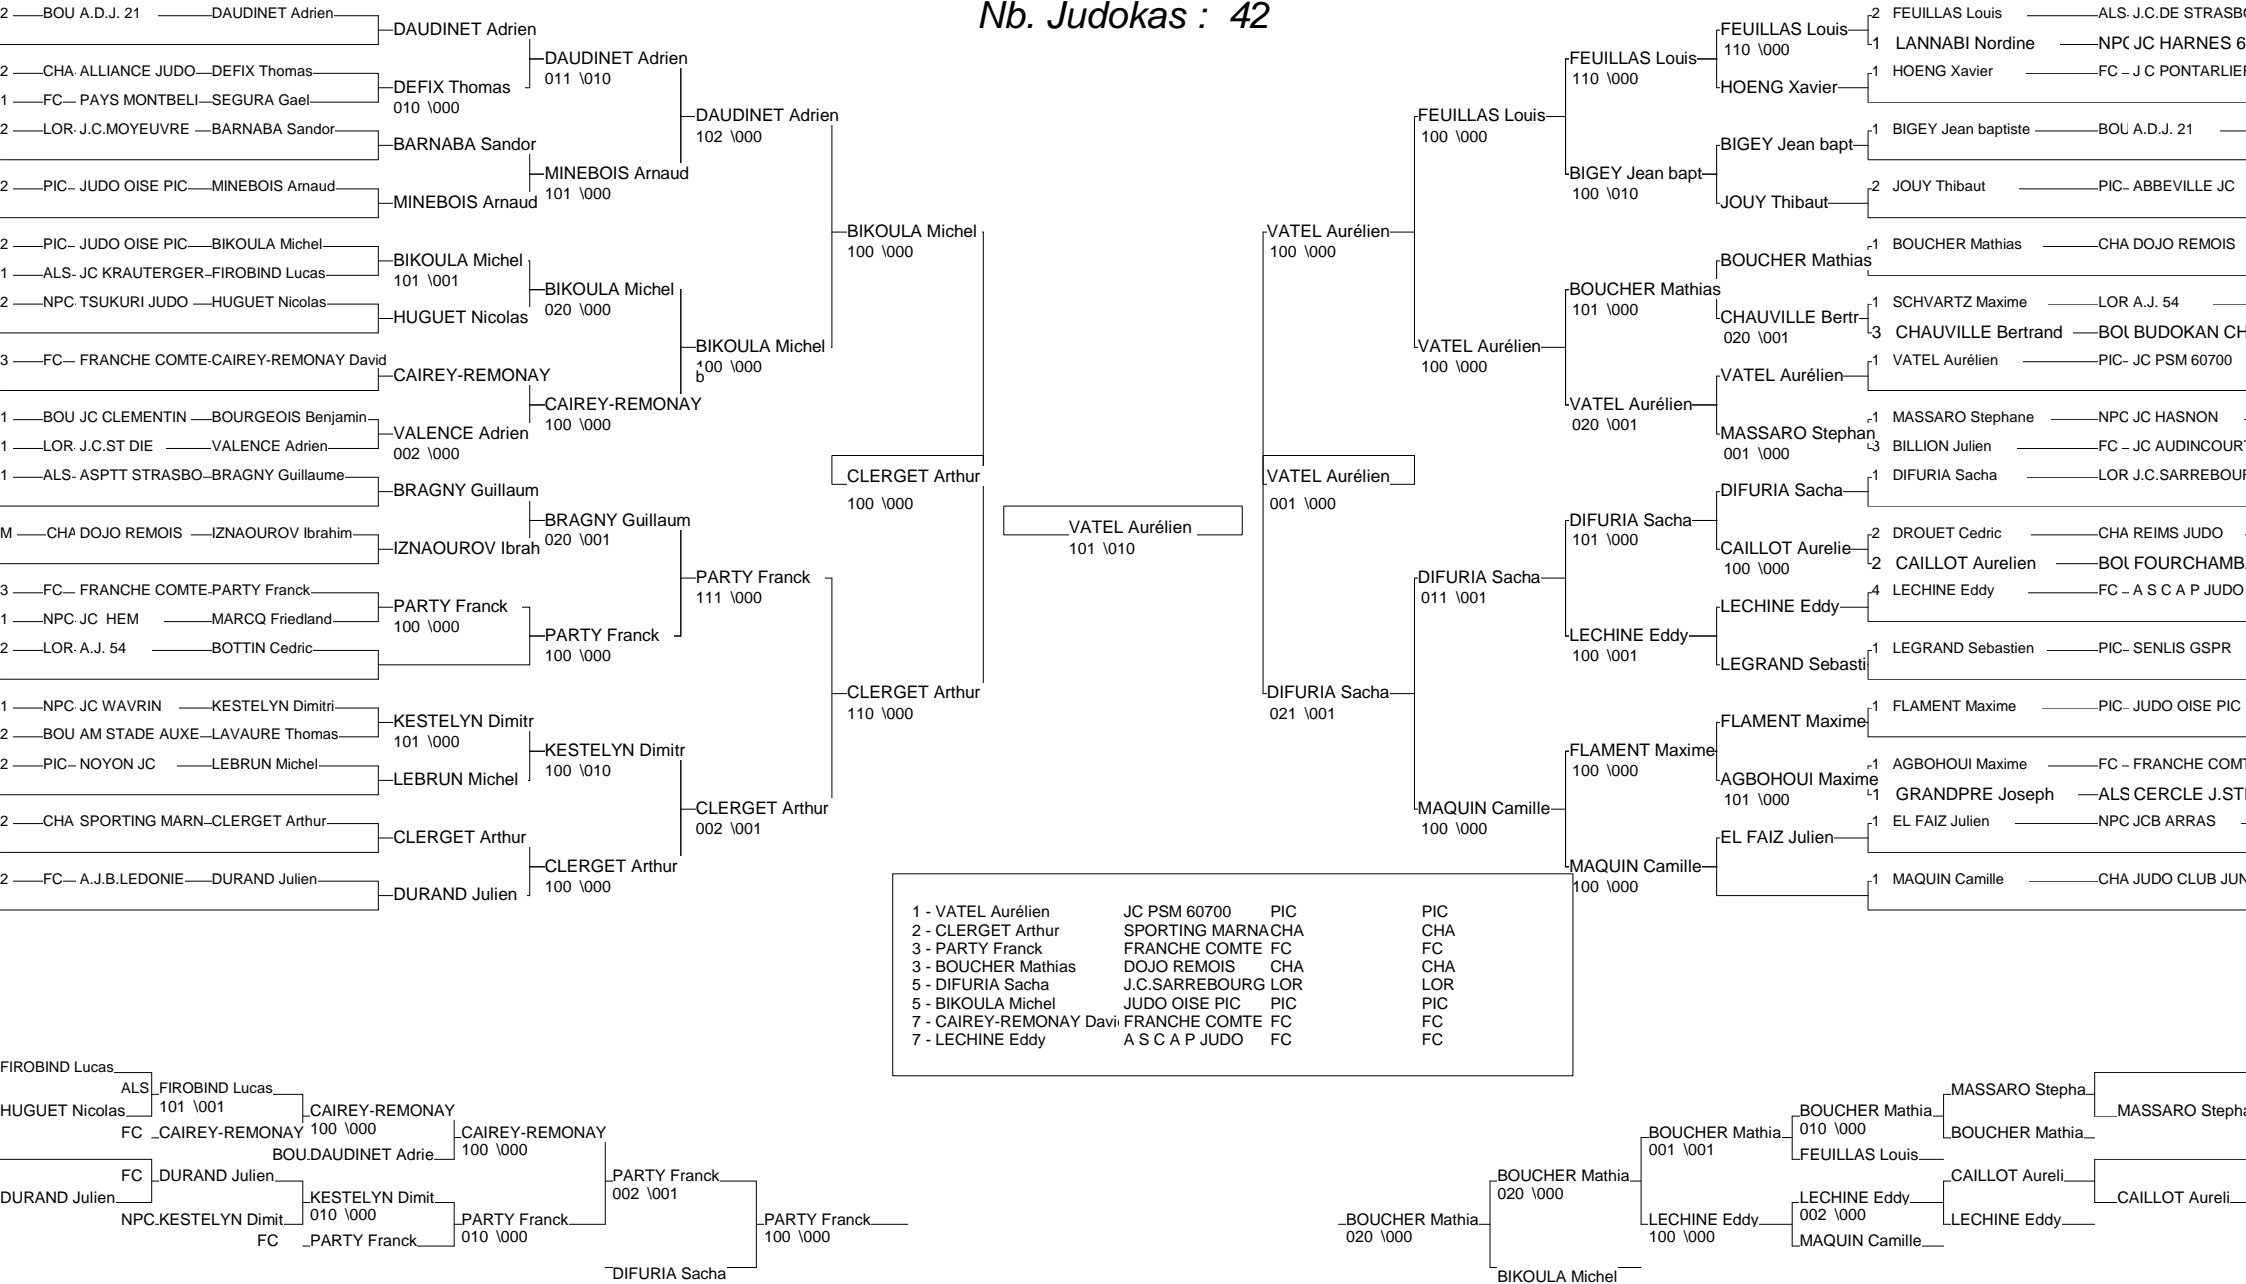 Nb. Judokas : 42
2 BOU A.D.J. 21 DAUDINET Adrien
2 CHA ALLIANCE JUDO DEFIX Thomas
1 FC PAYS MONTBELI SEGURA Gael
2 LOR J.C.MOYEUVRE BARNABA Sandor
2 PIC JUDO OISE PIC MINEBOIS Arnaud
2 PIC JUDO OISE PIC BIKOULA Michel
1 ALS JC KRAUTERGER FIROBIND Lucas
2 NPC TSUKURI JUDO HUGUET Nicolas
3 FC FRANCHE COMTE CAIREY-REMONAY David
1 BOU JC CLEMENTIN BOURGEOIS Benjamin
1 LOR J.C.ST DIE VALENCE Adrien
1 ALS ASPTT STRASBO BRAGNY Guillaume
M CHA DOJO REMOIS IZNAOUROV Ibrahim
3 FC FRANCHE COMTE PARTY Franck
1 NPC JC HEM MARCQ Friedland
2 LOR A.J. 54 BOTTIN Cedric
1 NPC JC WAVRIN KESTELYN Dimitri
2 BOU AM STADE AUXE LAVAURE Thomas
2 PIC NOYON JC LEBRUN Michel
2 CHA SPORTING MARN CLERGET Arthur
2 FC A.J.B.LEDONIE DURAND Julien
DAUDINET Adrien
DEFIX Thomas
010 \000
BARNABA Sandor
MINEBOIS Arnaud
BIKOULA Michel
101 \001
HUGUET Nicolas
CAIREY-REMONAY
VALENCE Adrien
002 \000
BRAGNY Guillaum
IZNAOUROV Ibrah
PARTY Franck
100 \000
KESTELYN Dimitr
101 \000
LEBRUN Michel
CLERGET Arthur
DURAND Julien
DAUDINET Adrien
011 \010
MINEBOIS Arnaud
101 \000
BIKOULA Michel
020 \000
CAIREY-REMONAY
100 \000
BRAGNY Guillaum
020 \001
PARTY Franck
100 \000
KESTELYN Dimitr
100 \010
CLERGET Arthur
100 \000
DAUDINET Adrien
102 \000
BIKOULA Michel
100 \000
b
PARTY Franck
111 \000
CLERGET Arthur
002 \001
BIKOULA Michel
100 \000
CLERGET Arthur
110 \000
CLERGET Arthur
100 \000
VATEL Aurélien
101 \010
VATEL Aurélien
001 \000
VATEL Aurélien
100 \000
DIFURIA Sacha
021 \001
FEUILLAS Louis
100 \000
VATEL Aurélien
100 \000
DIFURIA Sacha
011 \001
MAQUIN Camille
100 \000
FEUILLAS Louis
110 \000
BIGEY Jean bapt
100 \010
BOUCHER Mathias
101 \000
VATEL Aurélien
020 \001
DIFURIA Sacha
101 \000
LECHINE Eddy
100 \001
FLAMENT Maxime
100 \000
MAQUIN Camille
100 \000
FEUILLAS Louis
110 \000
HOENG Xavier
BIGEY Jean bapt
JOUY Thibaut
BOUCHER Mathias
CHAUVILLE Bertr
020 \001
VATEL Aurélien
MASSARO Stephan
001 \000
DIFURIA Sacha
CAILLOT Aurelie
100 \000
LECHINE Eddy
LEGRAND Sebasti
FLAMENT Maxime
AGBOHOUI Maxime
101 \000
EL FAIZ Julien
2 FEUILLAS Louis ALS J.C.DE STRASBO
1 LANNABI Nordine NPC JC HARNES 6
1 HOENG Xavier FC J C PONTARLIER
1 BIGEY Jean baptiste BOU A.D.J. 21
2 JOUY Thibaut PIC ABBEVILLE JC
1 BOUCHER Mathias CHA DOJO REMOIS
1 SCHVARTZ Maxime LOR A.J. 54
3 CHAUVILLE Bertrand BOU BUDOKAN CH
1 VATEL Aurélien PIC JC PSM 60700
1 MASSARO Stephane NPC JC HASNON
3 BILLION Julien FC JC AUDINCOURT
1 DIFURIA Sacha LOR J.C.SARREBOUR
2 DROUET Cedric CHA REIMS JUDO
2 CAILLOT Aurelien BOU FOURCHAMB
4 LECHINE Eddy FC A S C A P JUDO
1 LEGRAND Sebastien PIC SENLIS GSPR
1 FLAMENT Maxime PIC JUDO OISE PIC
1 AGBOHOUI Maxime FC FRANCHE COMT
1 GRANDPRE Joseph ALS CERCLE J.ST
1 EL FAIZ Julien NPC JCB ARRAS
1 MAQUIN Camille CHA JUDO CLUB JUN
1 - VATEL Aurélien JC PSM 60700 PIC PIC
2 - CLERGET Arthur SPORTING MARNA CHA CHA
3 - PARTY Franck FRANCHE COMTE FC FC
3 - BOUCHER Mathias DOJO REMOIS CHA CHA
5 - DIFURIA Sacha J.C.SARREBOURG LOR LOR
5 - BIKOULA Michel JUDO OISE PIC PIC PIC
7 - CAIREY-REMONAY Davi FRANCHE COMTE FC FC
7 - LECHINE Eddy A S C A P JUDO FC FC
FIROBIND Lucas
HUGUET Nicolas
DURAND Julien
ALS FIROBIND Lucas
101 \001
FC CAIREY-REMONAY
FC DURAND Julien
NPC KESTELYN Dimit
CAIREY-REMONAY
100 \000
BOU DAUDINET Adrie
KESTELYN Dimit
010 \000
FC PARTY Franck
CAIREY-REMONAY
100 \000
PARTY Franck
010 \000
PARTY Franck
002 \001
DIFURIA Sacha
PARTY Franck
100 \000
BOUCHER Mathia
020 \000
BOUCHER Mathia
020 \000
BIKOULA Michel
BOUCHER Mathia
001 \001
LECHINE Eddy
100 \000
BOUCHER Mathia
010 \000
FEUILLAS Louis
LECHINE Eddy
002 \000
MAQUIN Camille
MASSARO Stepha
BOUCHER Mathia
CAILLOT Aureli
LECHINE Eddy
MASSARO Stepha
CAILLOT Aureli